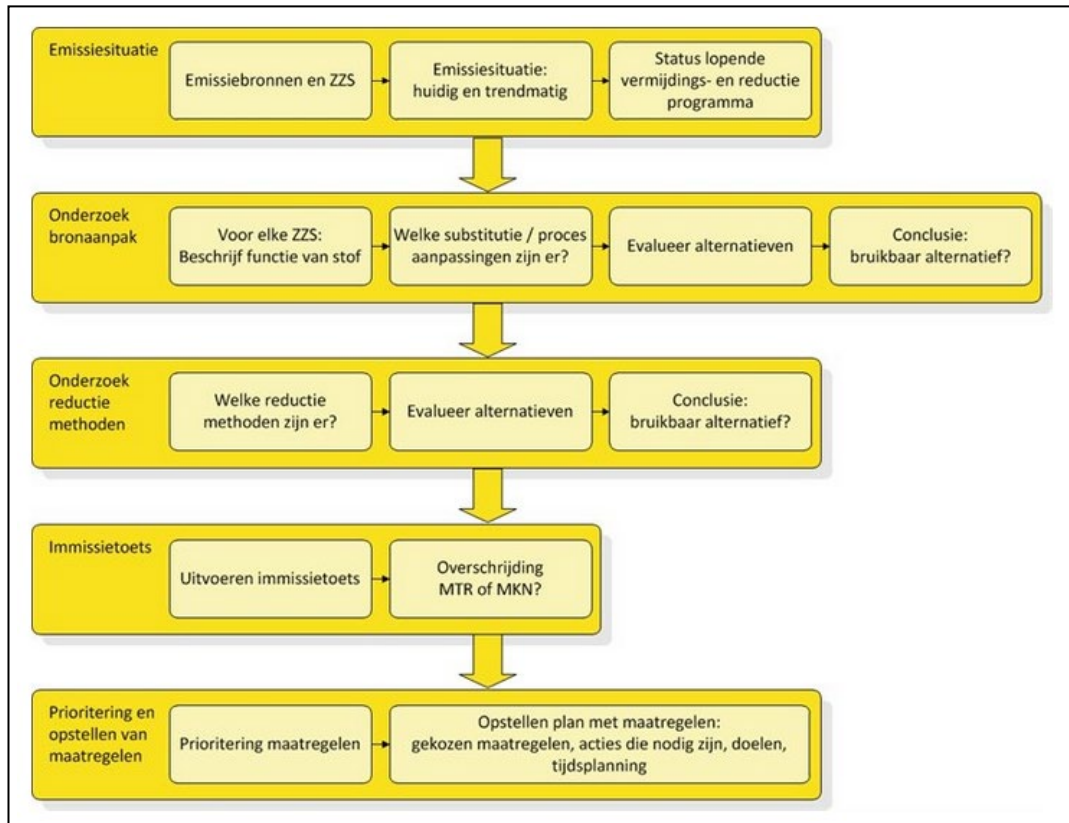 Emissiesituatie
Emissiebronnen en ZZS
Emissiesituatie:
huidig en trendmatig
Status lopende
vermijdings- en reductie
programma
Onderzoek
bronaanpak
Voor elke ZZS:
Beschrijf functie van stof
Welke substitutie / proces
aanpassingen zijn er?
Evalueer alternatieven
Conclusie:
bruikbaar alternatief?
Onderzoek
reductie
methoden
Welke reductie
methoden zijn er?
Evalueer alternatieven
Conclusie:
bruikbaar alternatief?
Immissietoets
Uitvoeren immissietoets
Overschrijding
MTR of MKN?
Prioritering en
opstellen van
maatregelen
Prioritering maatregelen
Opstellen plan met maatregelen:
gekozen maatregelen, acties die nodig zijn, doelen,
tijdsplanning